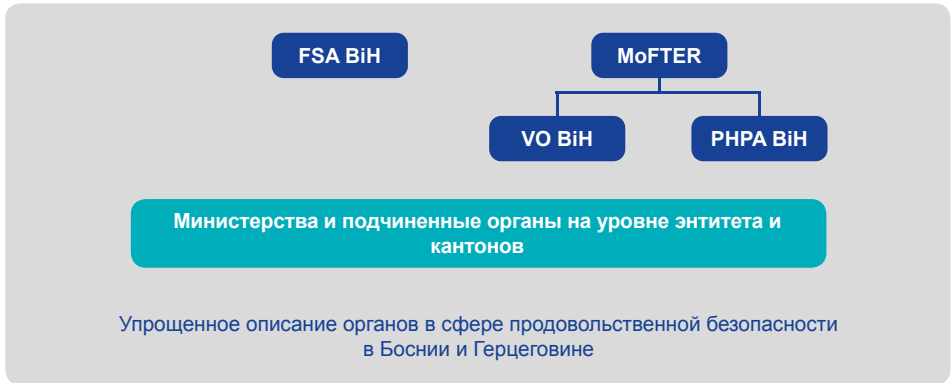 FSA BiH
MoFTER
VO BiH
PHPA BiH
Министерства и подчиненные органы на уровне энтитета и
кантонов
Упрощенное описание органов в сфере продовольственной безопасности
в Боснии и Герцеговине